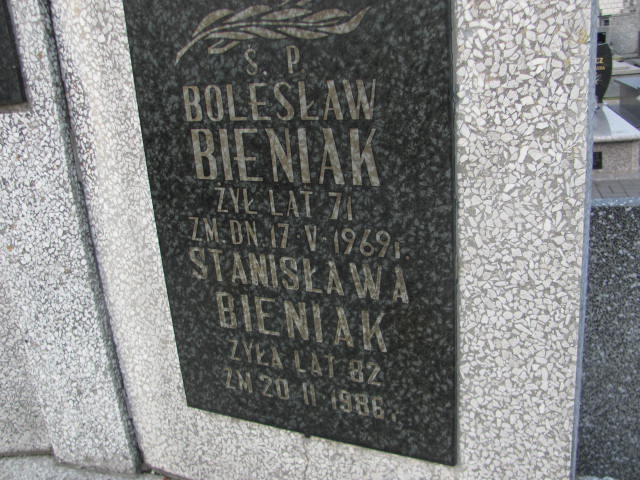 Ś. P
BOLESŁAW
BIENIAK
ŻYŁ LAT 71
ZM. DN. 17 V. 1969 r.
STANISŁAWA
BIENIAK
ŻYŁA LAT 82
ZM 20 II 1986 r.